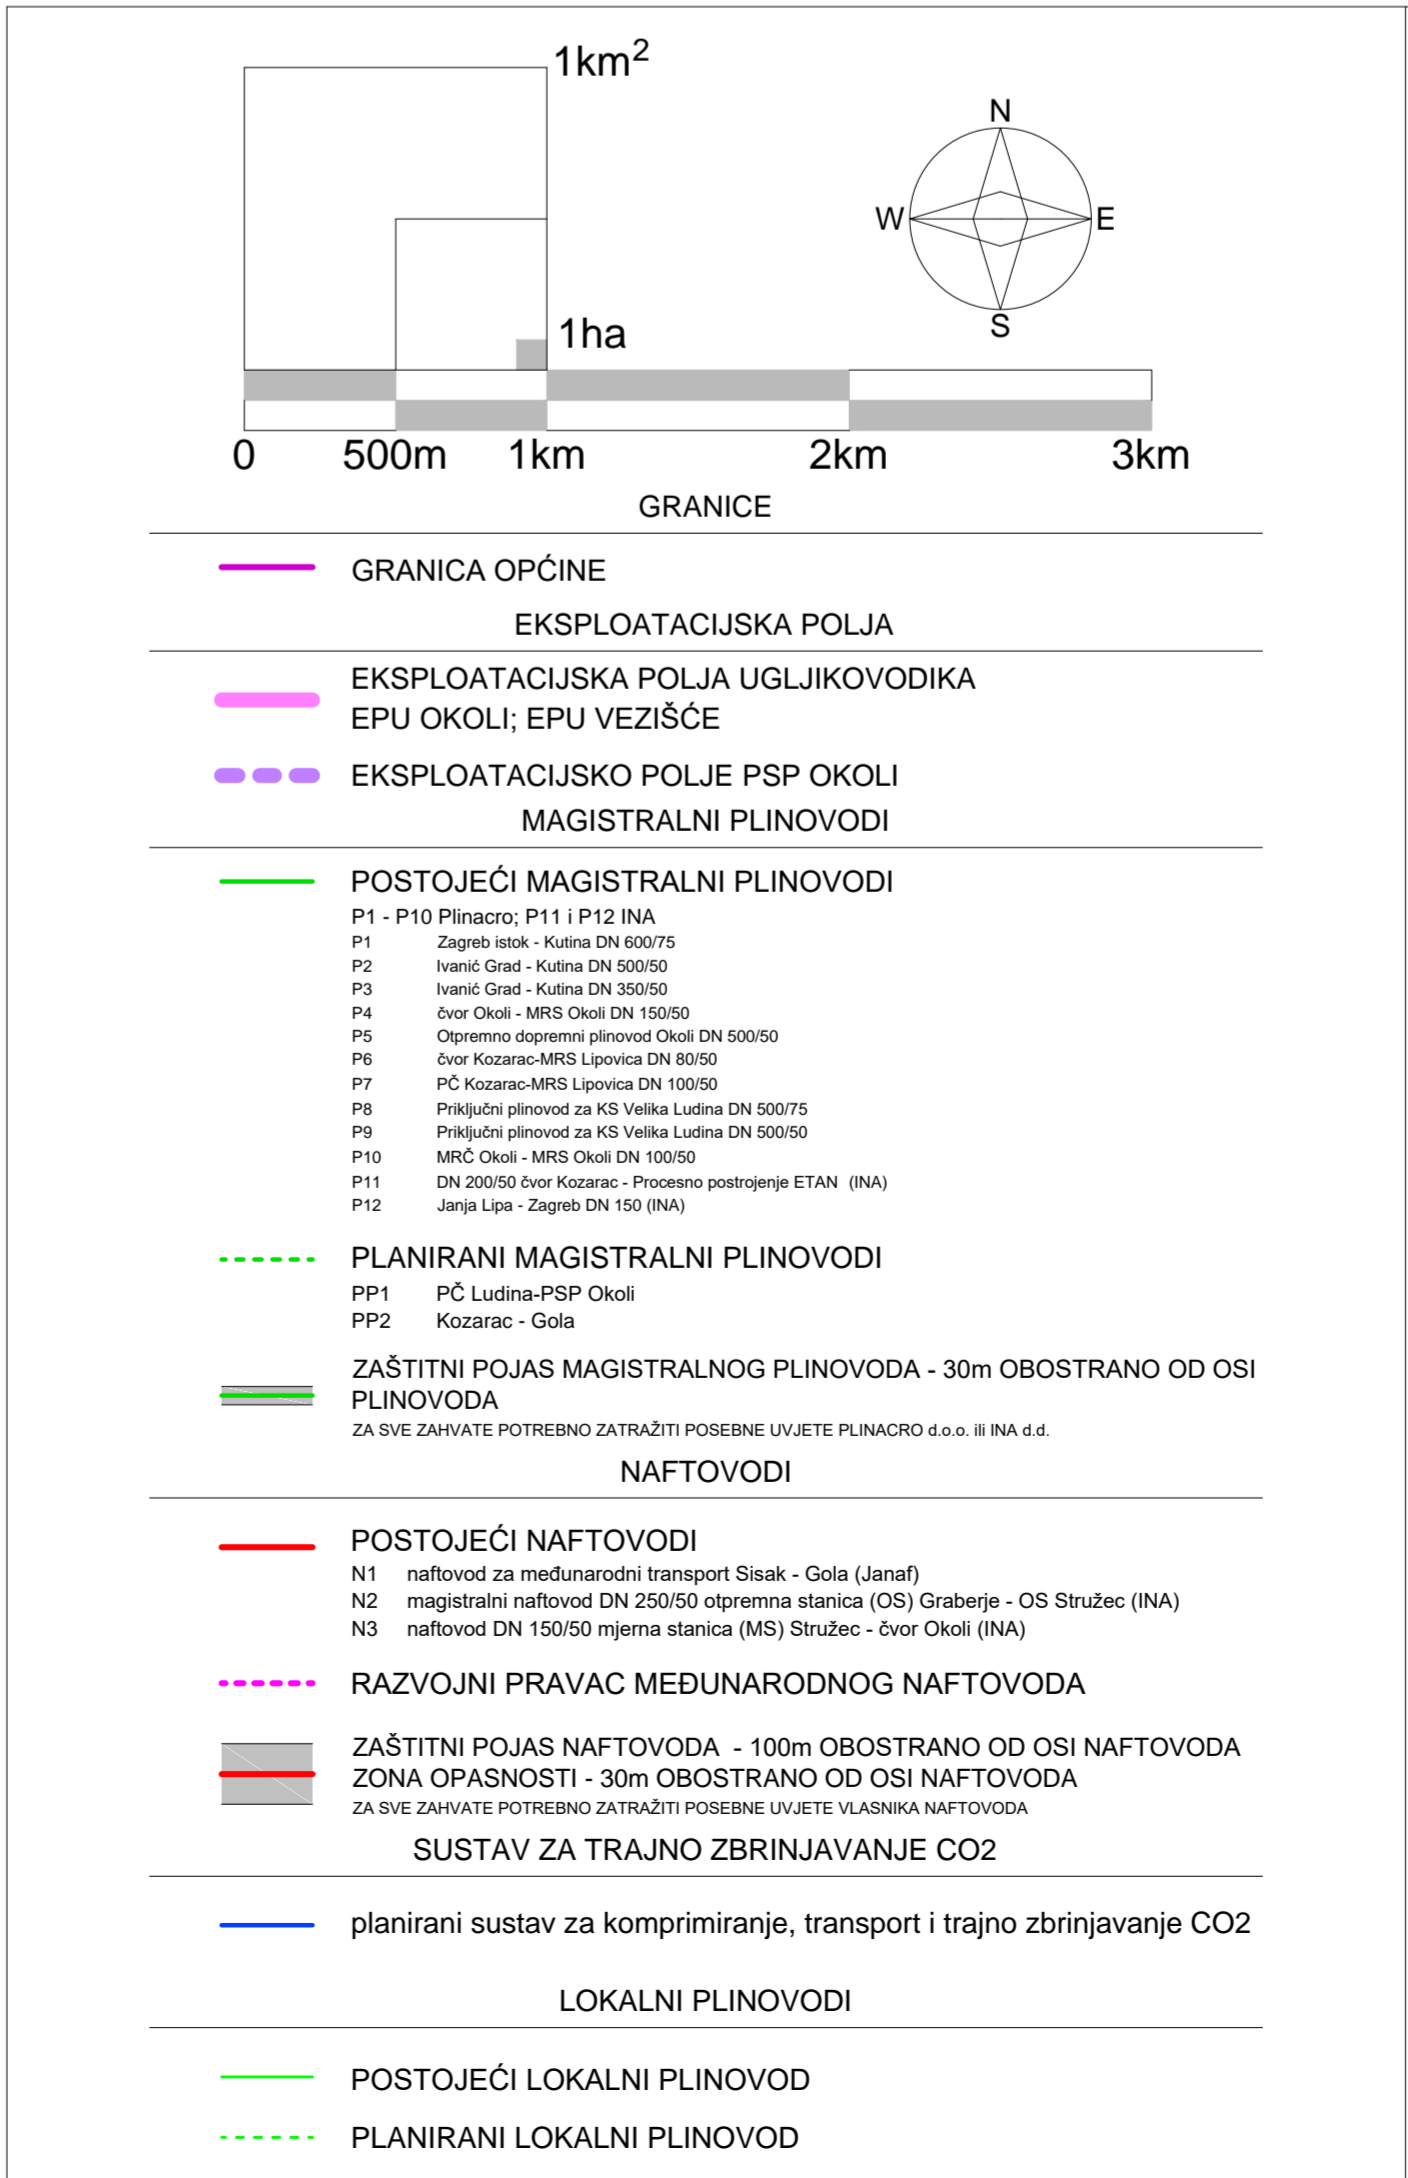 1km²
N
W
E
S
1ha
0 500m 1km 2km 3km
GRANICE
GRANICA OPĆINE
EKSPLOATACIJSKA POLJA
EKSPLOATACIJSKA POLJA UGLJIKOVODIKA
EPU OKOLI; EPU VEZIŠĆE
EKSPLOATACIJSKO POLJE PSP OKOLI
MAGISTRALNI PLINOVODI
POSTOJEĆI MAGISTRALNI PLINOVODI
P1 - P10 Plinacro; P11 i P12 INA
P1 Zagreb istok - Kutina DN 600/75
P2 Ivanić Grad - Kutina DN 500/50
P3 Ivanić Grad - Kutina DN 350/50
P4 čvor Okoli - MRS Okoli DN 150/50
P5 Otpremno dopremni plinovod Okoli DN 500/50
P6 čvor Kozarac-MRS Lipovica DN 80/50
P7 PČ Kozarac-MRS Lipovica DN 100/50
P8 Priključni plinovod za KS Velika Ludina DN 500/75
P9 Priključni plinovod za KS Velika Ludina DN 500/50
P10 MRČ Okoli - MRS Okoli DN 100/50
P11 DN 200/50 čvor Kozarac - Procesno postrojenje ETAN (INA)
P12 Janja Lipa - Zagreb DN 150 (INA)
PLANIRANI MAGISTRALNI PLINOVODI
PP1 PČ Ludina-PSP Okoli
PP2 Kozarac - Gola
ZAŠTITNI POJAS MAGISTRALNOG PLINOVODA - 30m OBOSTRANO OD OSI
PLINOVODA
ZA SVE ZAHVATE POTREBNO ZATRAŽITI POSEBNE UVJETE PLINACRO d.o.o. ili INA d.d.
NAFTOVODI
POSTOJEĆI NAFTOVODI
N1 naftovod za međunarodni transport Sisak - Gola (Janaf)
N2 magistralni naftovod DN 250/50 otpremna stanica (OS) Graberje - OS Stružec (INA)
N3 naftovod DN 150/50 mjerna stanica (MS) Stružec - čvor Okoli (INA)
RAZVOJNI PRAVAC MEĐUNARODNOG NAFTOVODA
ZAŠTITNI POJAS NAFTOVODA - 100m OBOSTRANO OD OSI NAFTOVODA
ZONA OPASNOSTI - 30m OBOSTRANO OD OSI NAFTOVODA
ZA SVE ZAHVATE POTREBNO ZATRAŽITI POSEBNE UVJETE VLASNIKA NAFTOVODA
SUSTAV ZA TRAJNO ZBRINJAVANJE CO2
planirani sustav za komprimiranje, transport i trajno zbrinjavanje CO2
LOKALNI PLINOVODI
POSTOJEĆI LOKALNI PLINOVOD
PLANIRANI LOKALNI PLINOVOD